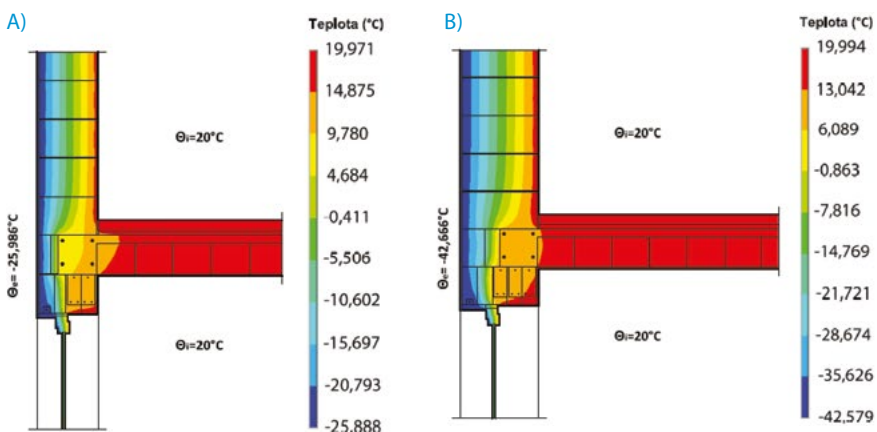 A)
Teplota (°C)
19,971
14,875
9,780
4,684
-0,411
-5,506
-10,602
-15,697
-20,793
-25,888
Θi=20°C
Θe= -25,986°C
Θi=20°C
B)
Teplota (°C)
19,994
13,042
6,089
-0,863
-7,816
-14,769
-21,721
-28,674
-35,626
-42,579
Θi=20°C
Θe= -42,666°C
Θi=20°C